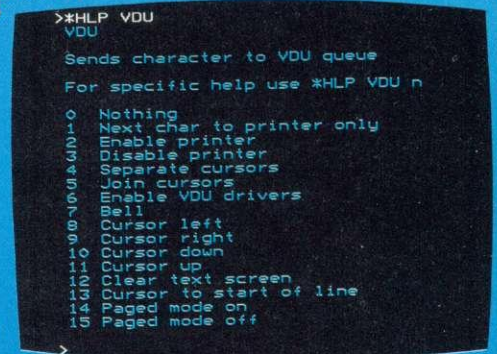 >*HLP VDU
VDU
Sends character to VDU queue
For specific help use *HLP VDU n
0 Nothing
1 Next char to printer only
2 Enable printer
3 Disable printer
4 Separate cursors
5 Join cursors
6 Enable VDU drivers
7 Bell
8 Cursor left
9 Cursor right
10 Cursor down
11 Cursor up
12 Clear text screen
13 Cursor to start of line
14 Paged mode on
15 Paged mode off
>